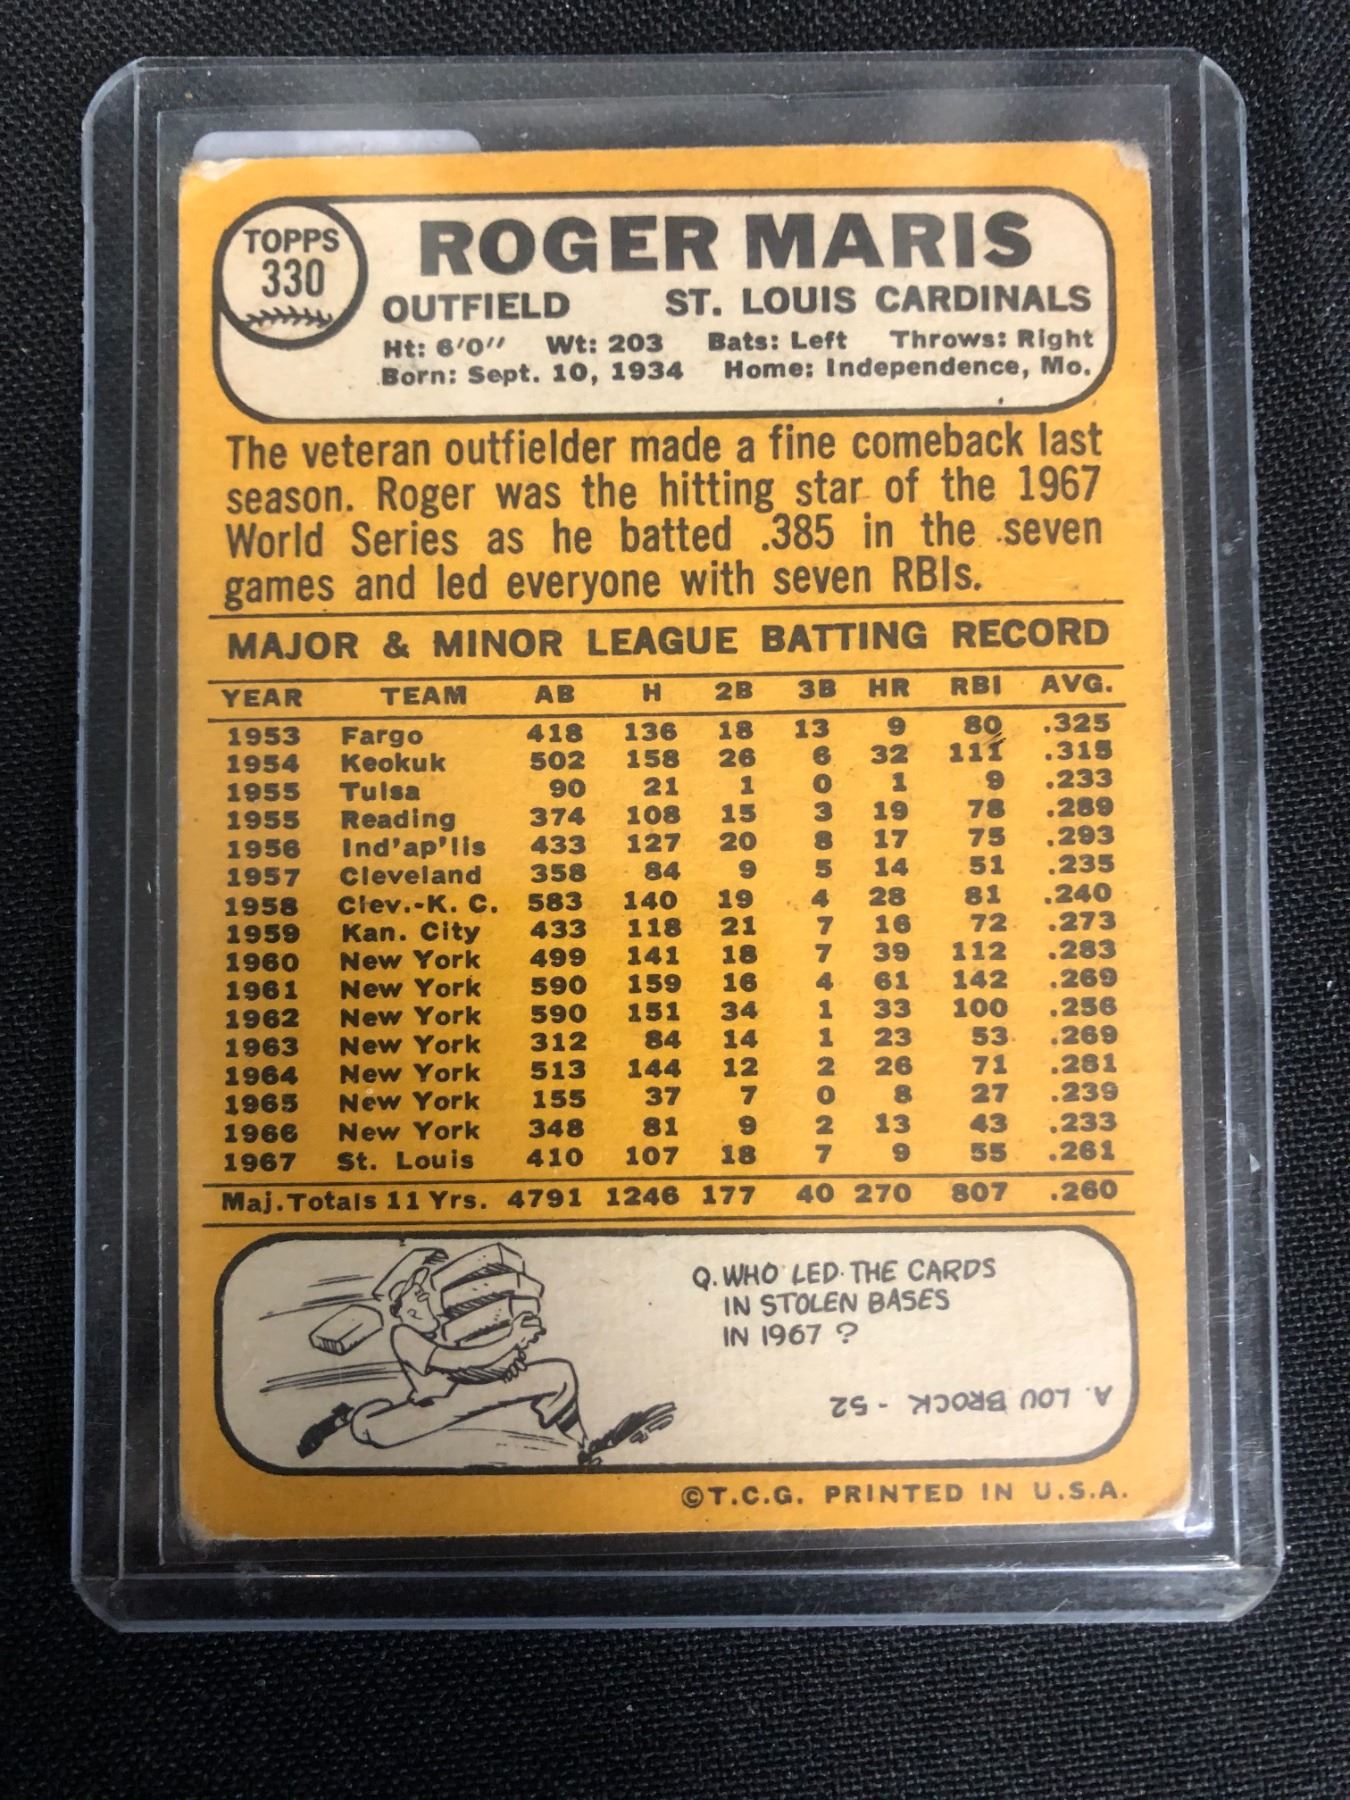 TOPPS
330
ROGER MARIS
OUTFIELD ST. LOUIS CARDINALS
Ht: 6'0" Wt: 203 Bats: Left Throws: Right
Born: Sept. 10, 1934 Home: Independence, Mo.
The veteran outfielder made a fine comeback last
season. Roger was the hitting star of the 1967
World Series as he batted .385 in the seven
games and led everyone with seven RBIs.
MAJOR & MINOR LEAGUE BATTING RECORD
YEAR TEAM AB H 2B 3B HR RBI AVG.
1953 Fargo 418 136 18 13 9 80 .325
1954 Keokuk 502 158 26 6 32 111 .315
1955 Tulsa 90 21 1 0 1 9 .233
1955 Reading 374 108 15 3 19 78 .289
1956 Ind'ap'lis 433 127 20 8 17 75 .293
1957 Cleveland 358 84 9 5 14 51 .235
1958 Clev.-K. C. 583 140 19 4 28 81 .240
1959 Kan. City 433 118 21 7 16 72 .273
1960 New York 499 141 18 7 39 112 .283
1961 New York 590 159 16 4 61 142 .269
1962 New York 590 151 34 1 33 100 .256
1963 New York 312 84 14 1 23 53 .269
1964 New York 513 144 12 2 26 71 .281
1965 New York 155 37 7 0 8 27 .239
1966 New York 348 81 9 2 13 43 .233
1967 St. Louis 410 107 18 7 9 55 .261
Maj. Totals 11 Yrs. 4791 1246 177 40 270 807 .260
Q. WHO LED THE CARDS
IN STOLEN BASES
IN 1967 ?
A. LOU BROCK - 52
©T.C.G. PRINTED IN U.S.A.